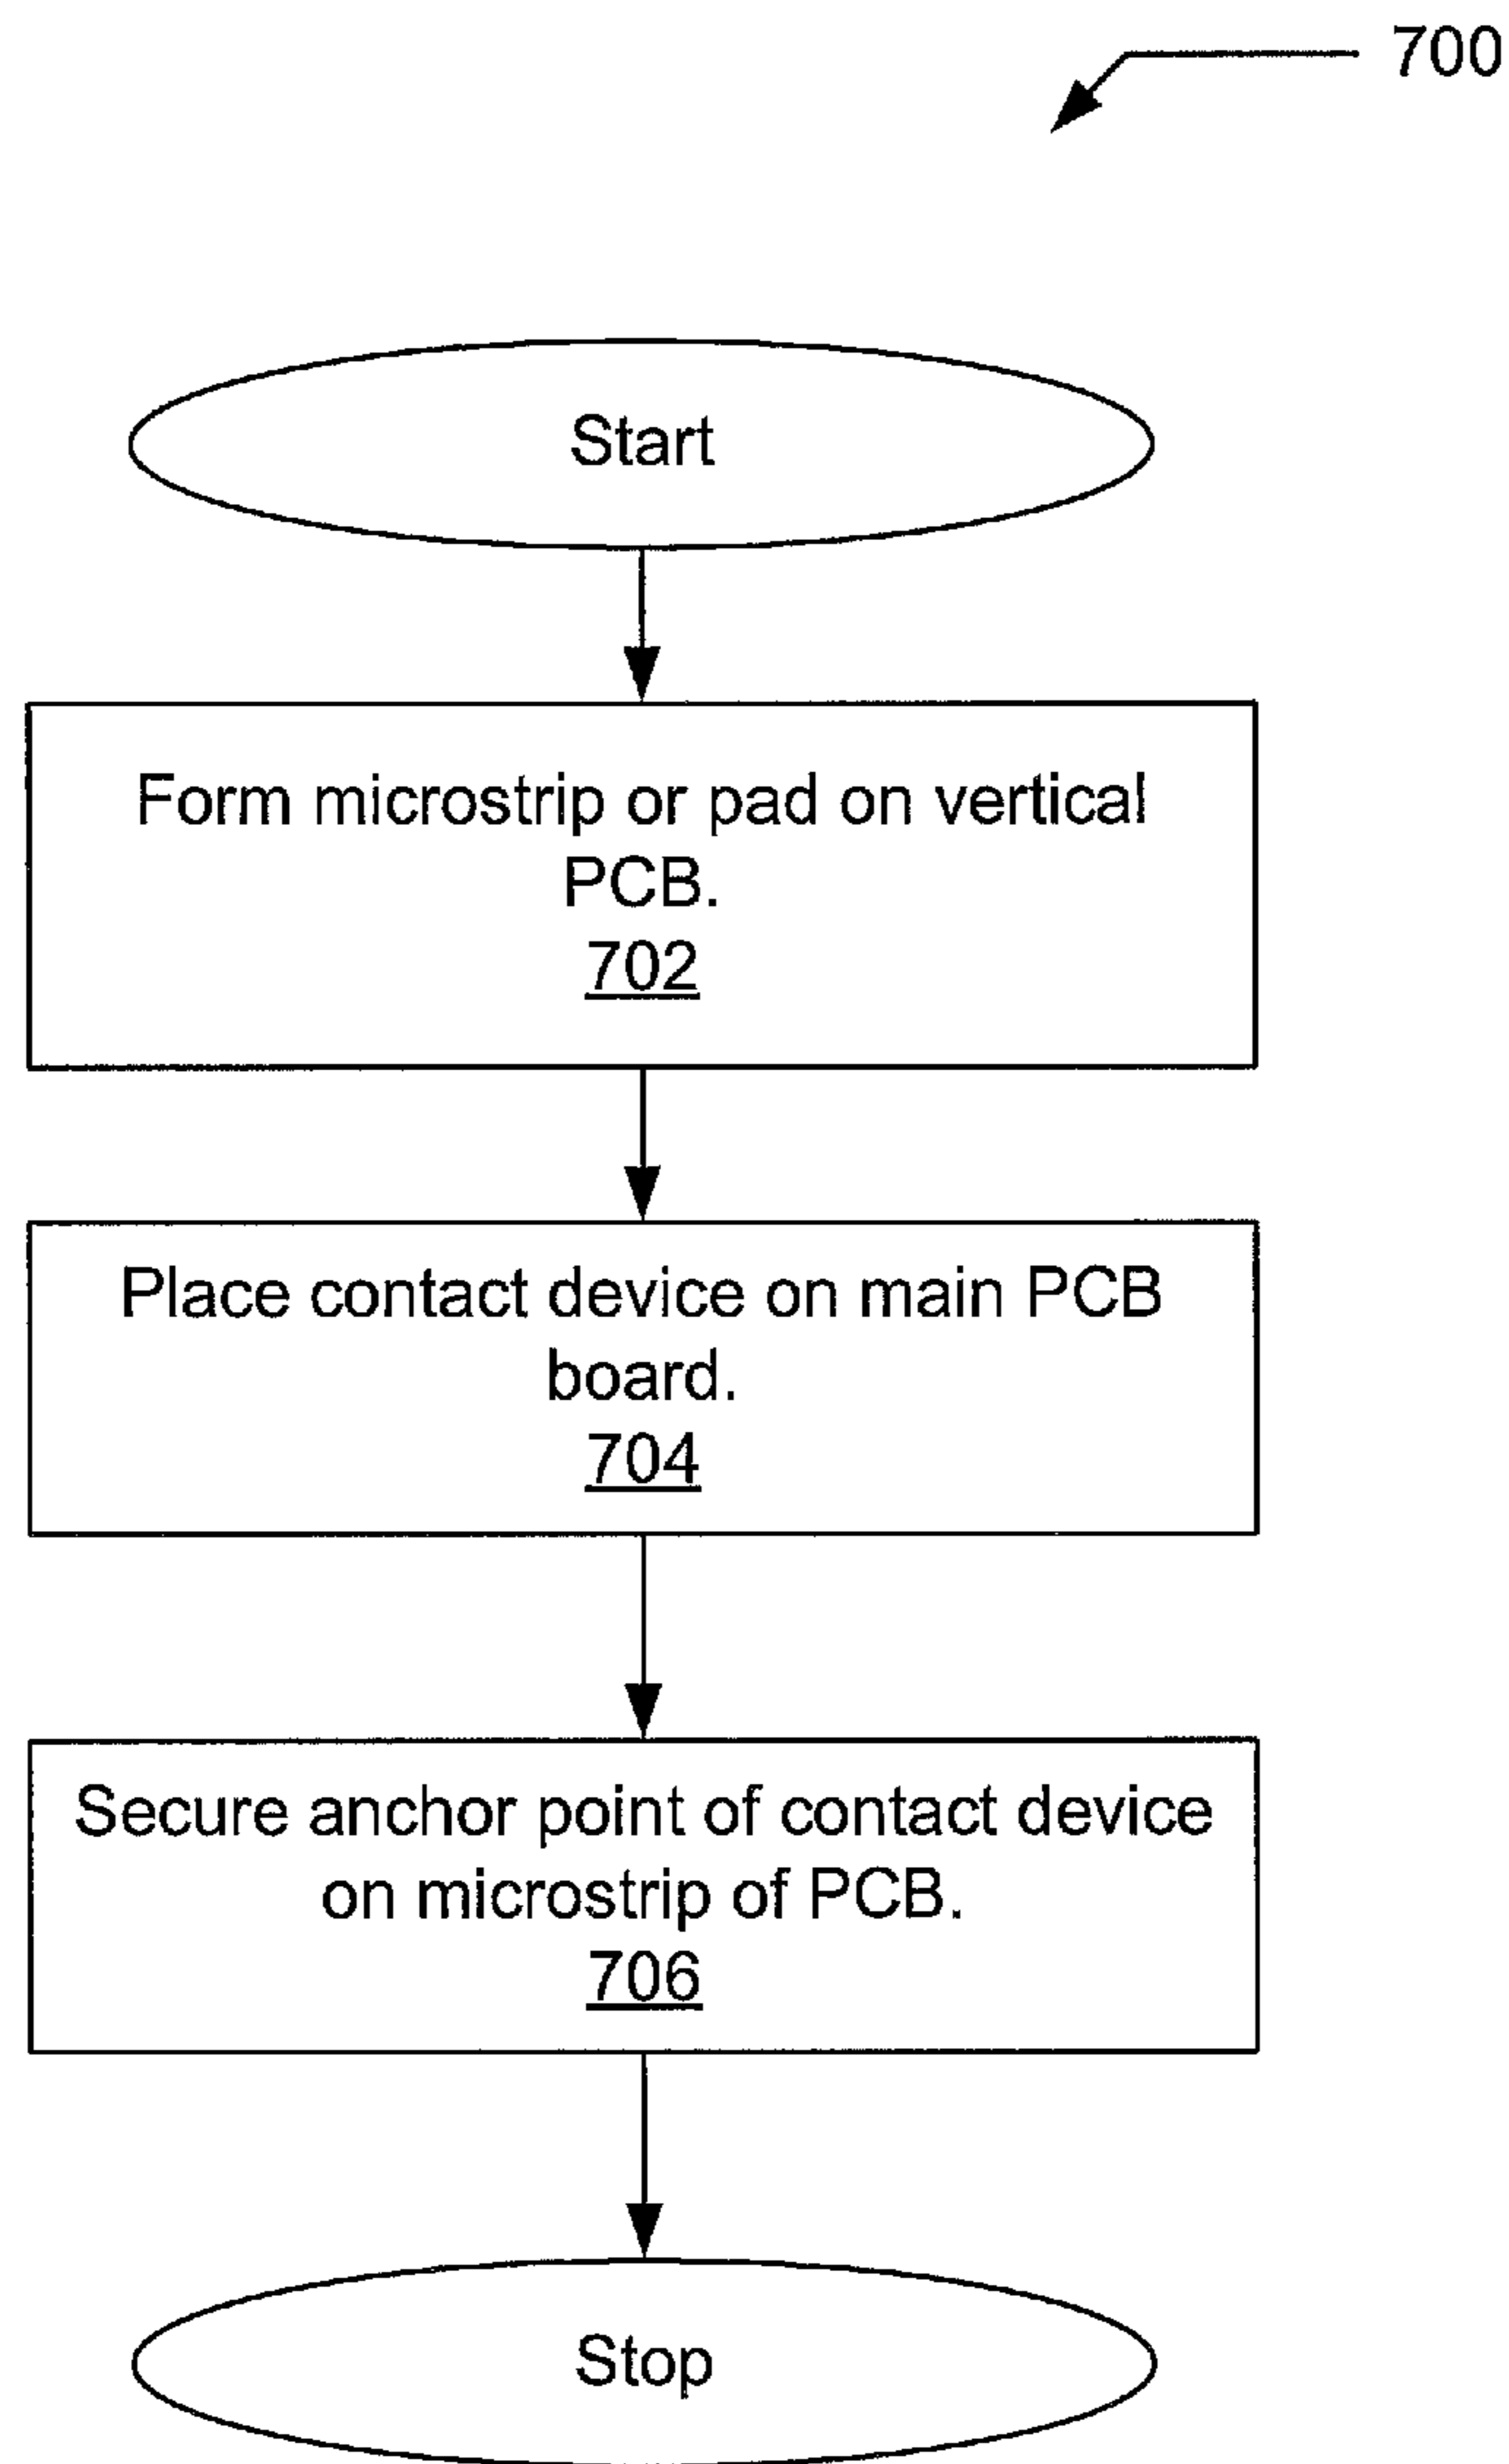 700
Start
Form microstrip or pad on vertical
PCB.
702
Place contact device on main PCB
board.
704
Secure anchor point of contact device
on microstrip of PCB.
706
Stop